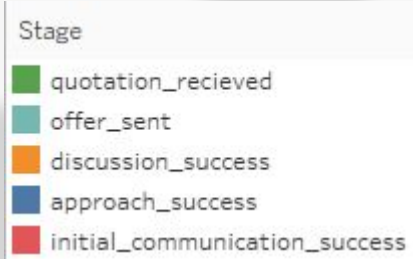 Stage
quotation_recieved
offer_sent
discussion_success
approach_success
initial_communication_success